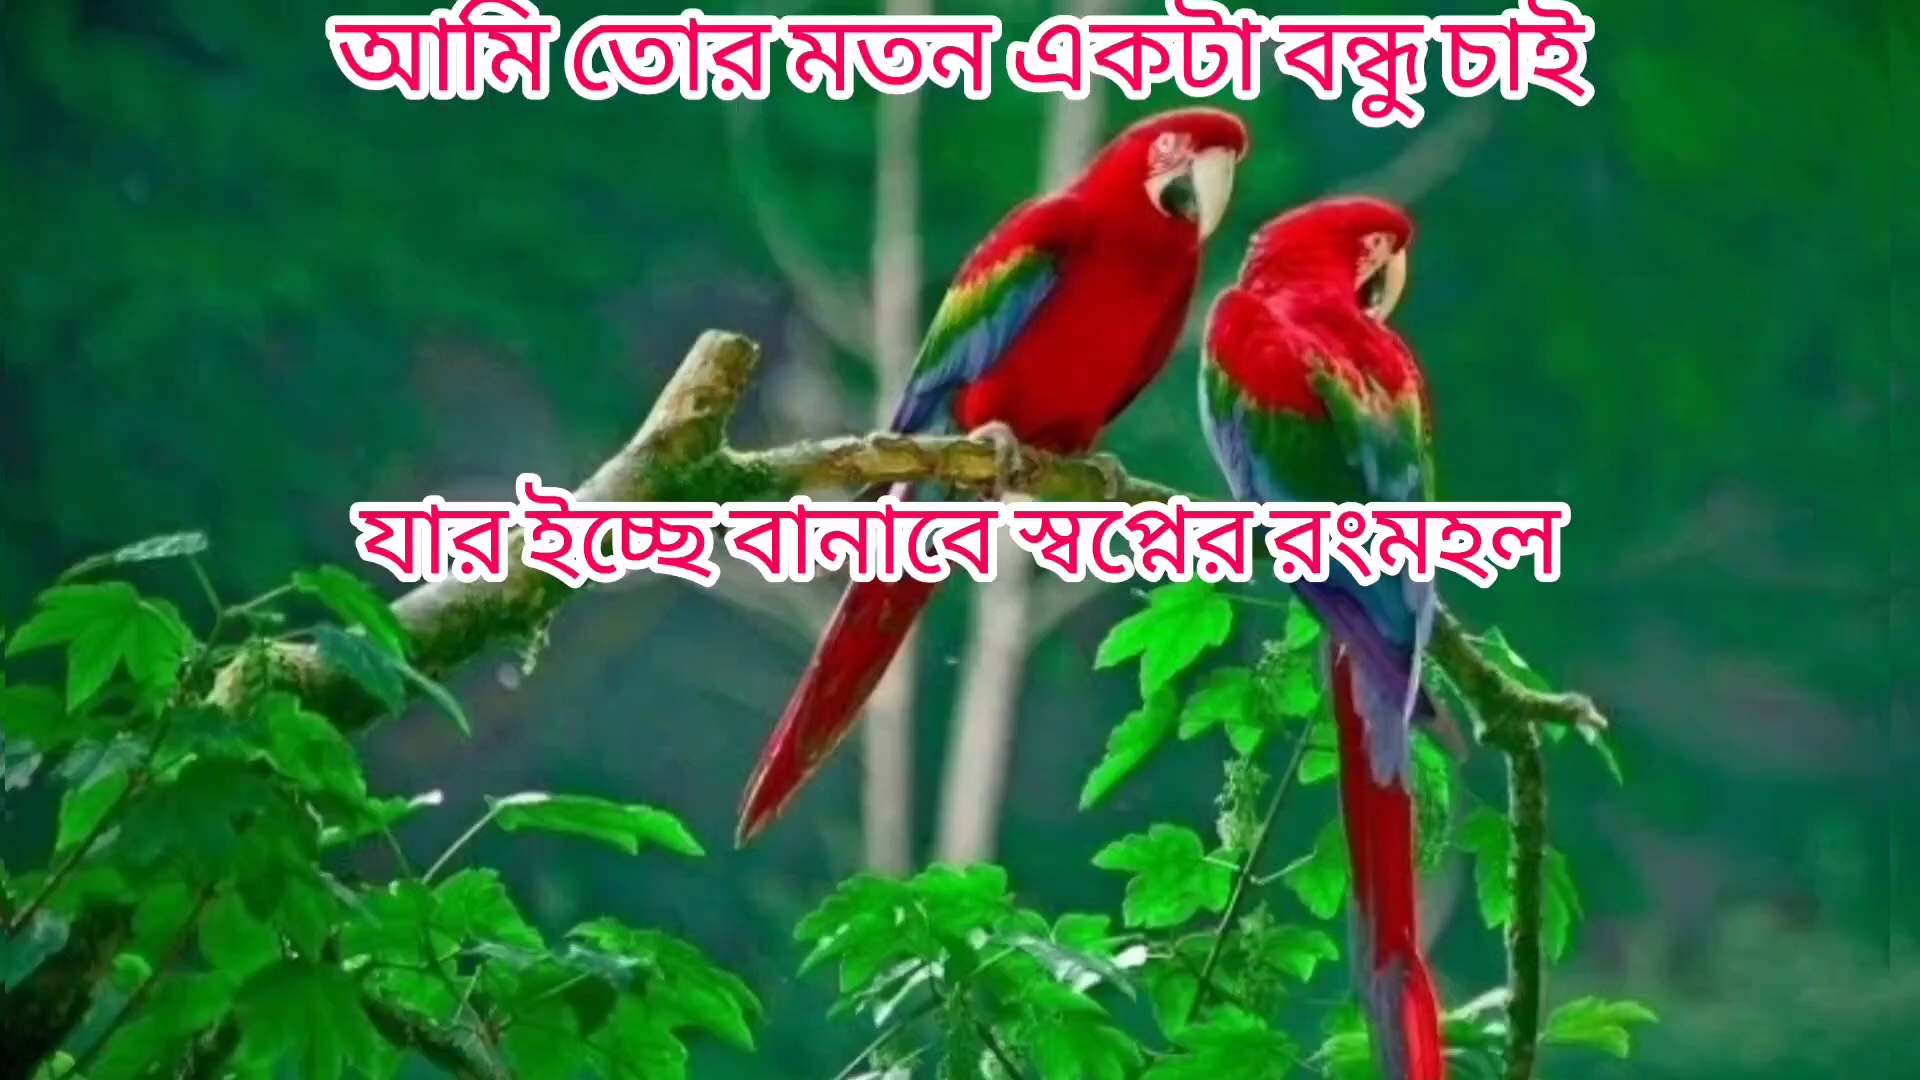 আমি তোর মতন একটা বন্ধু চাই
যার ইচ্ছে বানাবে স্বপ্নের রংমহল